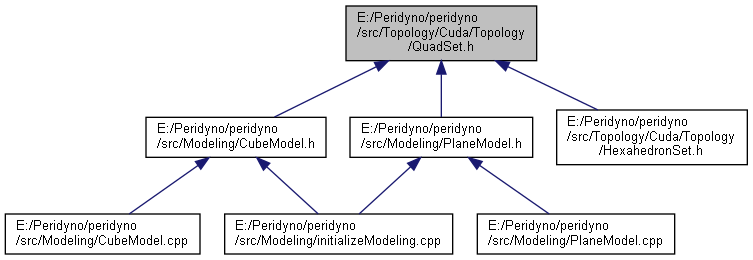 E:/Peridyno/peridyno
/src/Topology/Cuda/Topology
/QuadSet.h
E:/Peridyno/peridyno
/src/Modeling/CubeModel.h
E:/Peridyno/peridyno
/src/Modeling/PlaneModel.h
E:/Peridyno/peridyno
/src/Topology/Cuda/Topology
/HexahedronSet.h
E:/Peridyno/peridyno
/src/Modeling/CubeModel.cpp
E:/Peridyno/peridyno
/src/Modeling/initializeModeling.cpp
E:/Peridyno/peridyno
/src/Modeling/PlaneModel.cpp